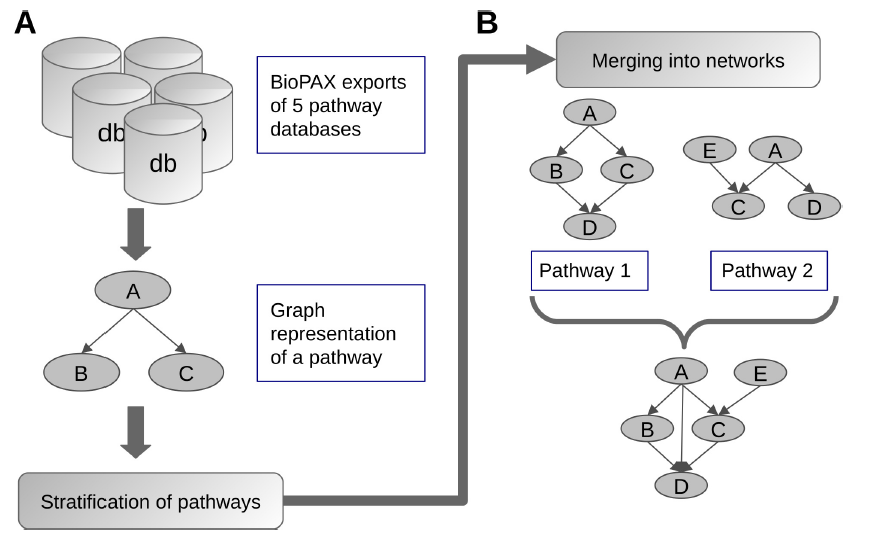 A
db
b
db
BioPAX exports
of 5 pathway
databases
A
B
C
Graph
representation
of a pathway
Stratification of pathways
B
Merging into networks
A
B
C
D
E
A
C
D
Pathway 1
Pathway 2
A
E
B
C
D